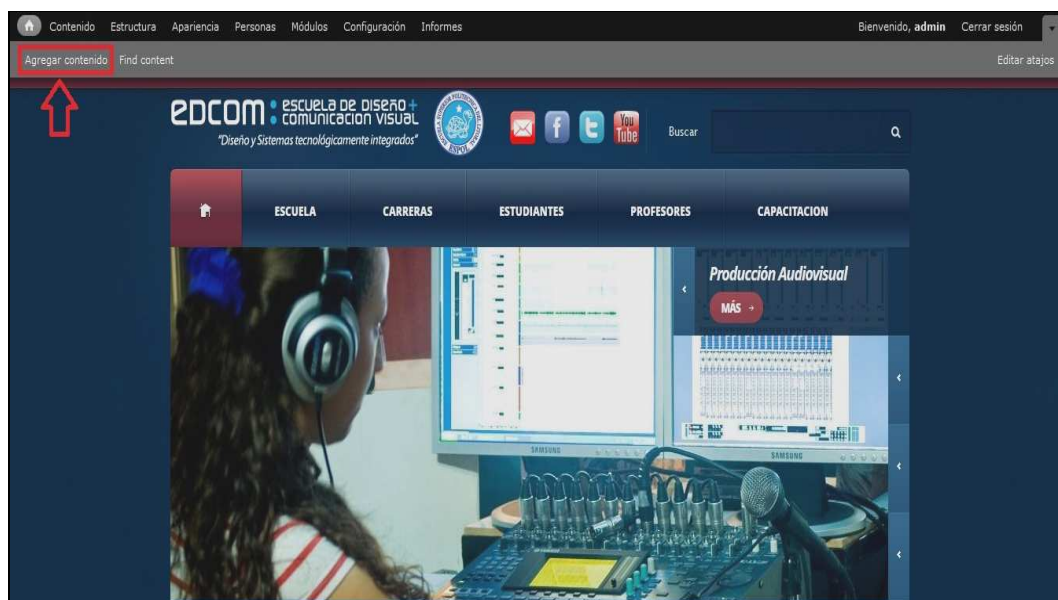 Contenido Estructura Apariencia Personas Módulos Configuración Informes Bienvenido, admin Cerrar sesión
Agregar contenido Find content Editar atajos
EDCOM: ESCUELA DE DISEÑO +
COMUNICACION VISUAL
"Diseño y Sistemas tecnológicamente integrados"
ESPOL
You
Tube
Buscar
ESCUELA CARRERAS ESTUDIANTES PROFESORES CAPACITACION
Producción Audiovisual
MÁS
SAMSUNG
SAMSUNG